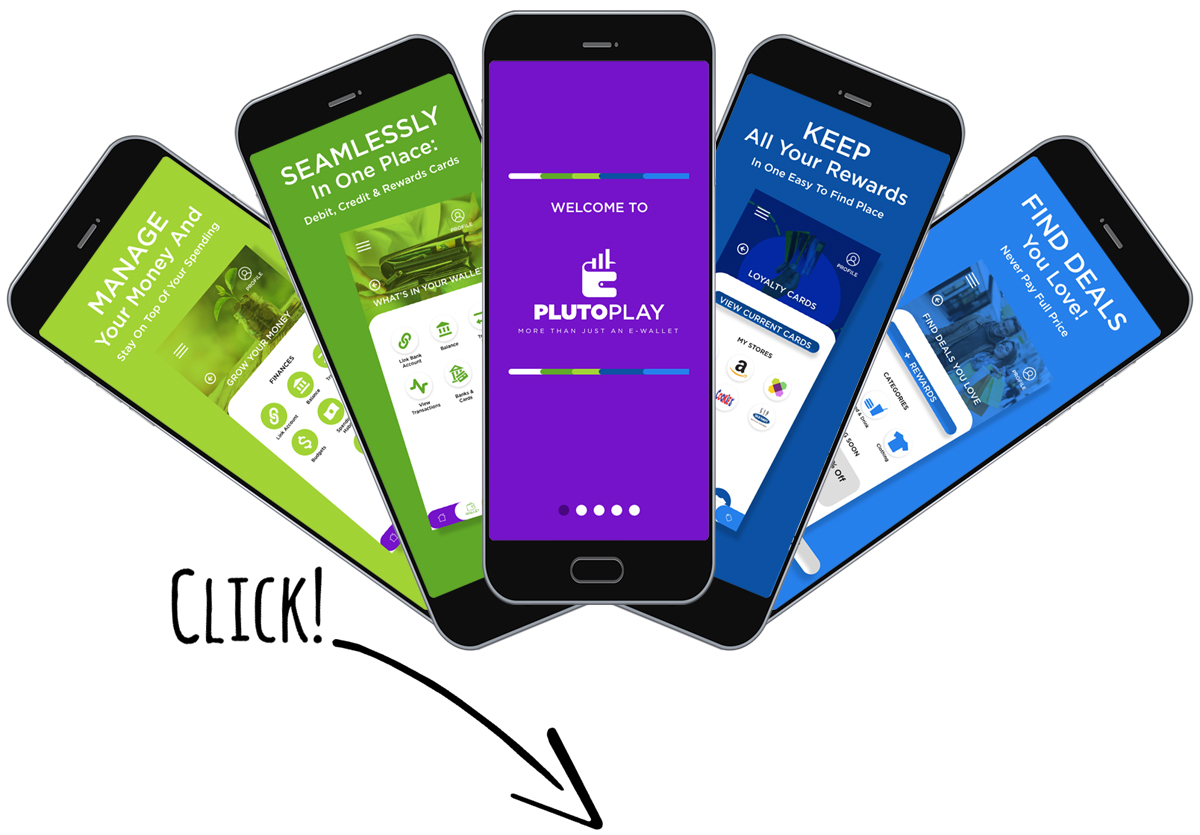 MANAGE
Your Money And
Stay On Top Of Your Spending
PROFILE
GROW YOUR MONEY
FINANCES
Link Account
Balance
Budgets
SEAMLESSLY
In One Place:
Debit, Credit & Rewards Cards
PROFILE
WHAT'S IN YOUR WALLET
Link Bank
Account
Balance
View
Transactions
Banks &
Cards
WELCOME TO
PLUTOPLAY
MORE THAN JUST AN E-WALLET
KEEP
All Your Rewards
In One Easy To Find Place
PROFILE
LOYALTY CARDS
VIEW CURRENT CARDS
MY STORES
a
FIND DEALS
You Love!
Never Pay Full Price
PROFILE
FIND DEALS YOU LOVE
+ REWARDS
CATEGORIES
& Drink
Clothing
SOON
% Off
CLICK!